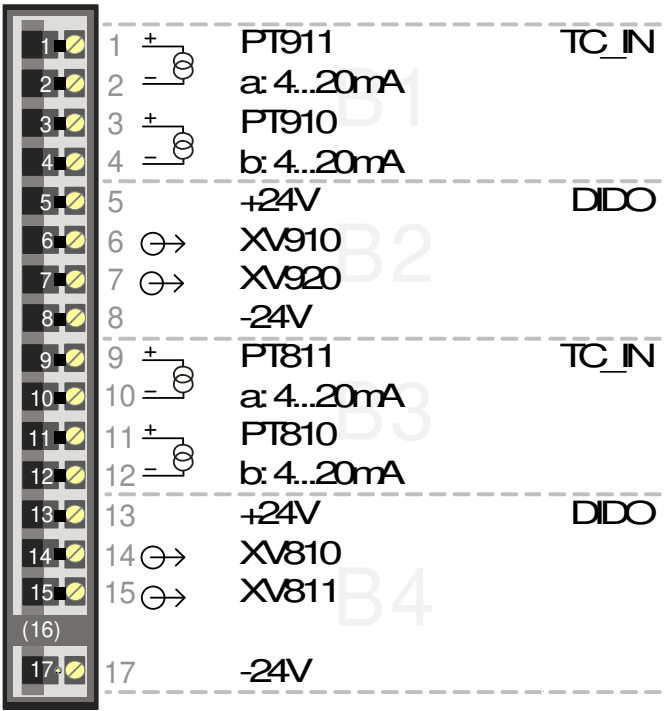 1 1 + PT911 TC_IN
2 2 - a: 4...20mA
B1
3 3 + PT910
4 4 - b: 4...20mA
5 5 +24V DIDO
6 6 XV910
B2
7 7 XV920
8 8 -24V
9 9 + PT811 TC_IN
10 10 - a: 4...20mA
B3
11 11 + PT810
12 12 - b: 4...20mA
13 13 +24V DIDO
14 14 XV810
15 15 XV811
B4
(16)
17 17 -24V